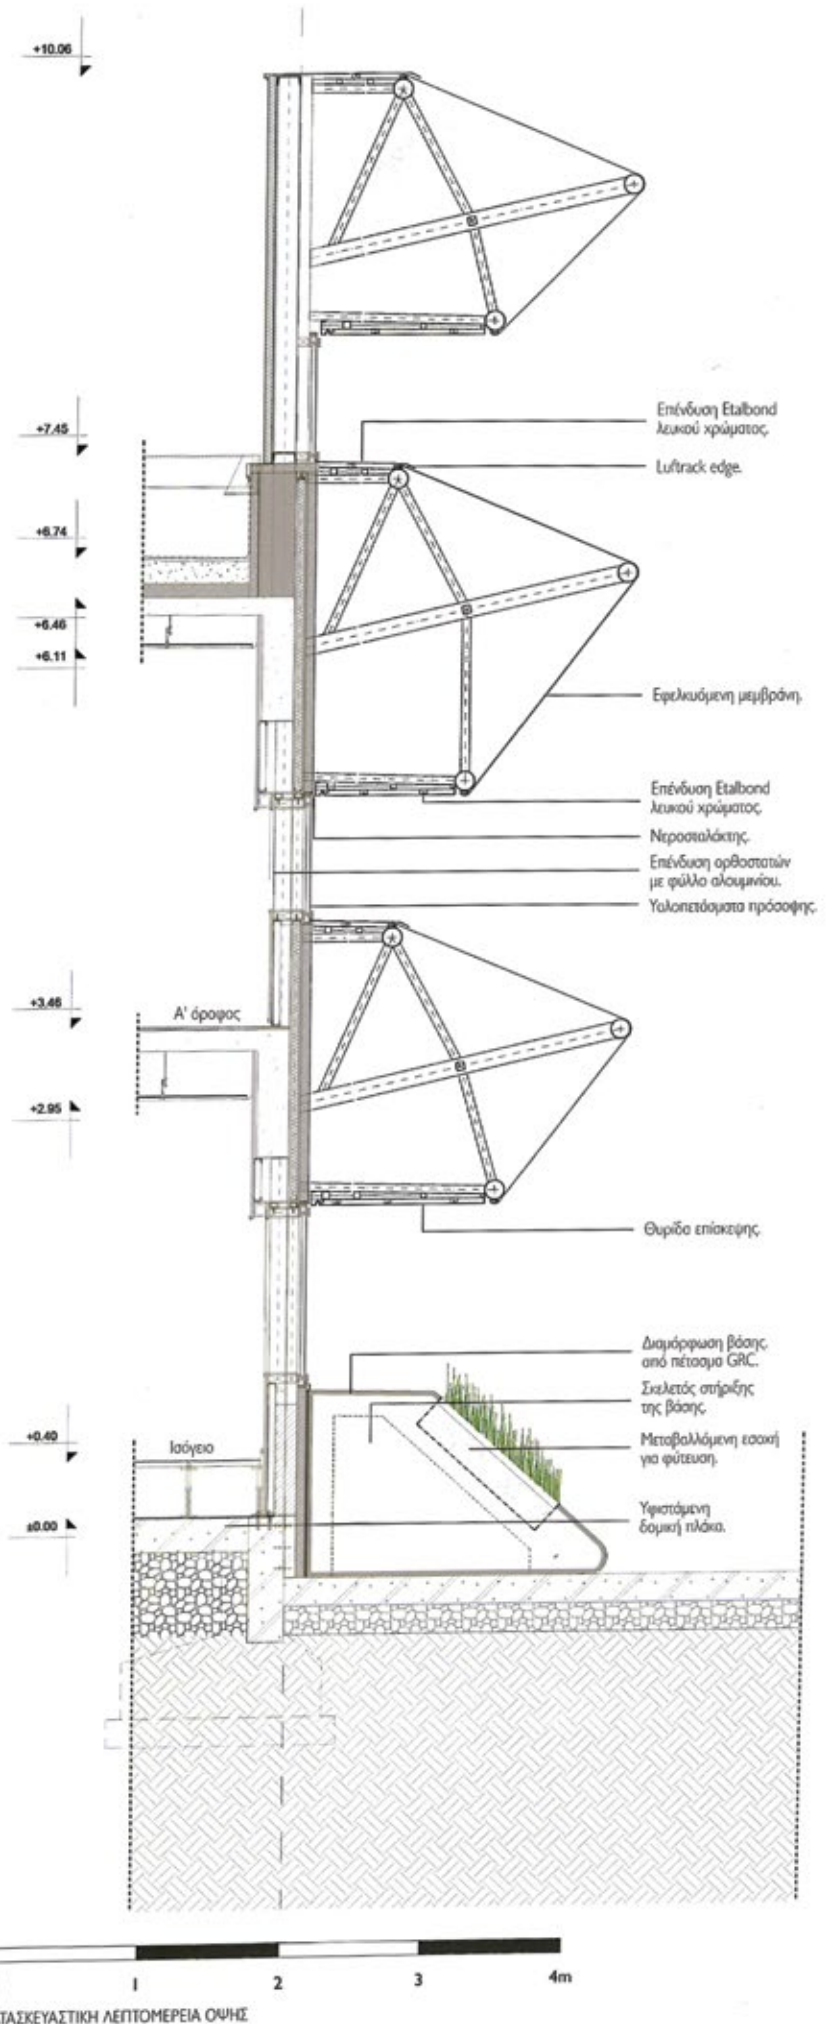 +10.06
+7.45
Επένδυση Etalbond
λευκού χρώματος.
Luftrack edge.
+6.74
+6.46
+6.11
Εφελκυόμενη μεμβράνη.
Επένδυση Etalbond
λευκού χρώματος.
Νεροσταλάκτης.
Επένδυση ορθοστατών
με φύλλο αλουμινίου.
Υαλοπετάσματα πρόσοψης.
+3.46
Α' όροφος
+2.95
Θυρίδα επίσκεψης.
Διαμόρφωση βάσης.
από πέτασμα GRC.
Σκελετός στήριξης
της βάσης.
+0.40
Ισόγειο
Μεταβαλλόμενη εσοχή
για φύτευση.
±0.00
Υφιστάμενη
δομική πλάκα.
1 2 3 4m
ΤΑΣΚΕΥΑΣΤΙΚΗ ΛΕΠΤΟΜΕΡΕΙΑ ΟΨΗΣ